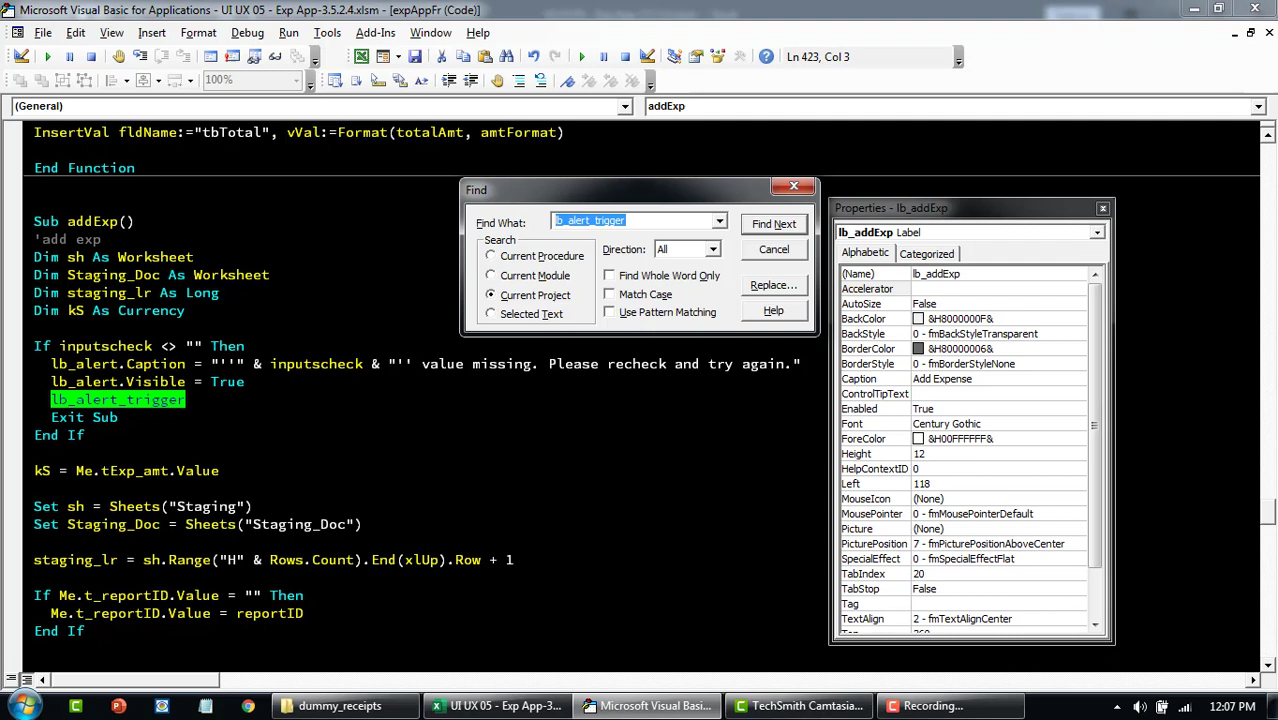 Microsoft Visual Basic for Applications - UI UX 05 - Exp App-3.5.2.4.xlsm - [expAppFr (Code)]
File Edit View Insert Format Debug Run Tools Add-Ins Window Help
Ln 423, Col 3
100%
(General)
addExp
InsertVal fldName:="tbTotal", vVal:=Format(totalAmt, amtFormat)
End Function
Sub addExp()
'add exp
Dim sh As Worksheet
Dim Staging_Doc As Worksheet
Dim staging_lr As Long
Dim kS As Currency
If inputscheck <> "" Then
lb_alert.Caption = "''" & inputscheck & "'' value missing. Please recheck and try again."
lb_alert.Visible = True
lb_alert_trigger
Exit Sub
End If
kS = Me.tExp_amt.Value
Set sh = Sheets("Staging")
Set Staging_Doc = Sheets("Staging_Doc")
staging_lr = sh.Range("H" & Rows.Count).End(xlUp).Row + 1
If Me.t_reportID.Value = "" Then
Me.t_reportID.Value = reportID
End If
Find
Find What: lb_alert_trigger
Find Next
Search
Current Procedure
Current Module
Current Project
Selected Text
Direction: All
Find Whole Word Only
Match Case
Use Pattern Matching
Cancel
Replace...
Help
Properties - lb_addExp
lb_addExp Label
Alphabetic Categorized
(Name) lb_addExp
Accelerator
AutoSize False
BackColor &H8000000F&
BackStyle 0 - fmBackStyleTransparent
BorderColor &H80000006&
BorderStyle 0 - fmBorderStyleNone
Caption Add Expense
ControlTipText
Enabled True
Font Century Gothic
ForeColor &H00FFFFFF&
Height 12
HelpContextID 0
Left 118
MouseIcon (None)
MousePointer 0 - fmMousePointerDefault
Picture (None)
PicturePosition 7 - fmPicturePositionAboveCenter
SpecialEffect 0 - fmSpecialEffectFlat
TabIndex 20
TabStop False
Tag
TextAlign 2 - fmTextAlignCenter
dummy_receipts
UI UX 05 - Exp App-3...
Microsoft Visual Basic...
TechSmith Camtasia...
Recording...
12:07 PM